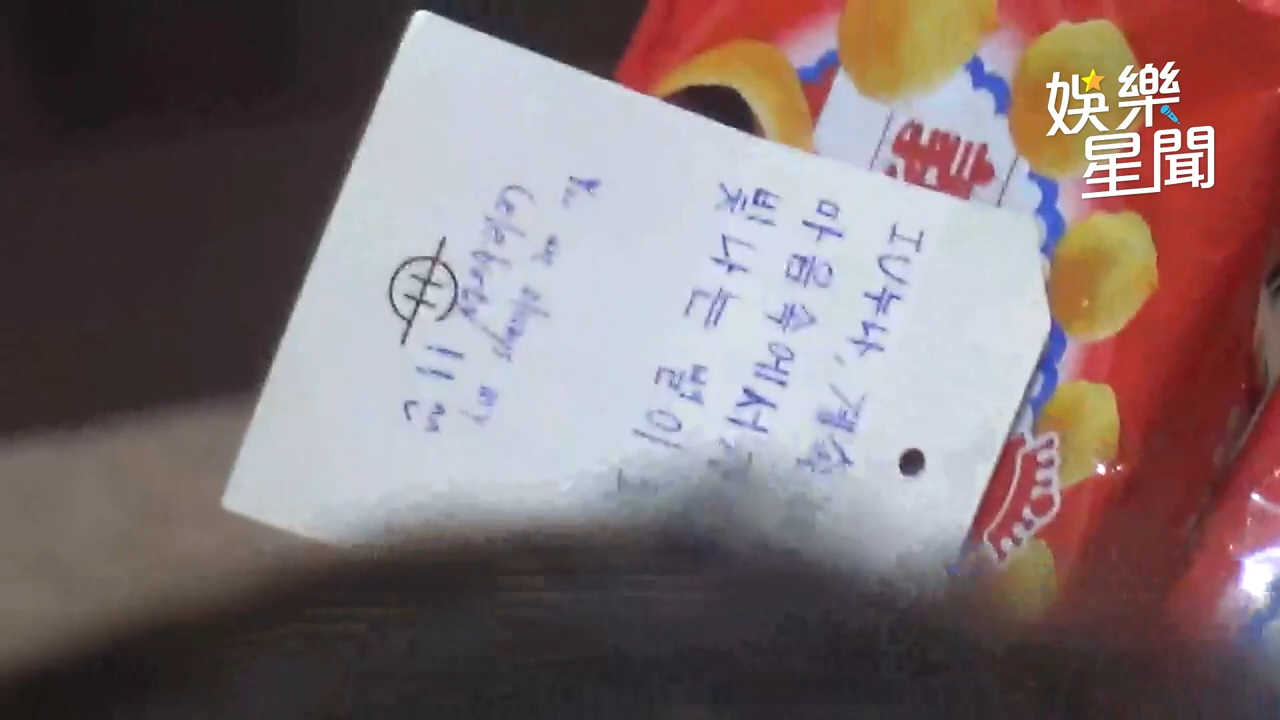 娛樂
星聞
IU누나, 계속
마음속에서
빛나는 별이
You are always my
Celebrity